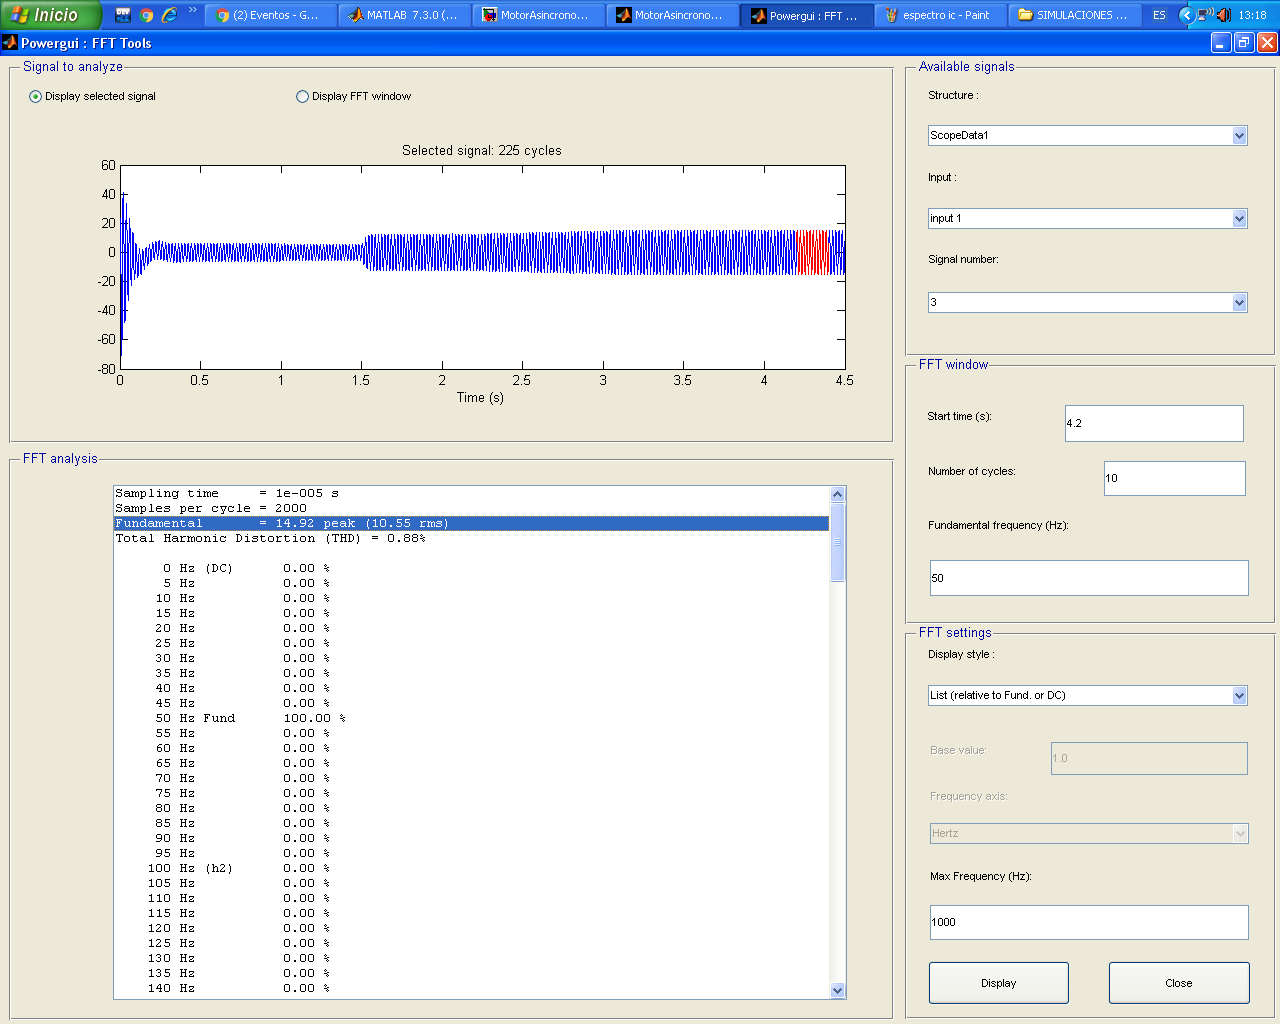 Inicio
(2) Eventos - G...
MATLAB 7.3.0 (...
MotorAsincrono...
MotorAsincrono...
Powergui : FFT ...
espectro ic - Paint
SIMULACIONES ...
ES
13:18
Powergui : FFT Tools
Signal to analyze
Display selected signal
Display FFT window
Selected signal: 225 cycles
60
40
20
0
-20
-40
-60
-80
0 0.5 1 1.5 2 2.5 3 3.5 4 4.5
Time (s)
FFT analysis
Sampling time = 1e-005 s
Samples per cycle = 2000
Fundamental = 14.92 peak (10.55 rms)
Total Harmonic Distortion (THD) = 0.88%
0 Hz (DC) 0.00 %
5 Hz 0.00 %
10 Hz 0.00 %
15 Hz 0.00 %
20 Hz 0.00 %
25 Hz 0.00 %
30 Hz 0.00 %
35 Hz 0.00 %
40 Hz 0.00 %
45 Hz 0.00 %
50 Hz Fund 100.00 %
55 Hz 0.00 %
60 Hz 0.00 %
65 Hz 0.00 %
70 Hz 0.00 %
75 Hz 0.00 %
80 Hz 0.00 %
85 Hz 0.00 %
90 Hz 0.00 %
95 Hz 0.00 %
100 Hz (h2) 0.00 %
105 Hz 0.00 %
110 Hz 0.00 %
115 Hz 0.00 %
120 Hz 0.00 %
125 Hz 0.00 %
130 Hz 0.00 %
135 Hz 0.00 %
140 Hz 0.00 %
Available signals
Structure :
ScopeData1
Input :
input 1
Signal number:
3
FFT window
Start time (s):
4.2
Number of cycles:
10
Fundamental frequency (Hz):
50
FFT settings
Display style :
List (relative to Fund. or DC)
Base value:
1.0
Frequency axis:
Hertz
Max Frequency (Hz):
1000
Display
Close